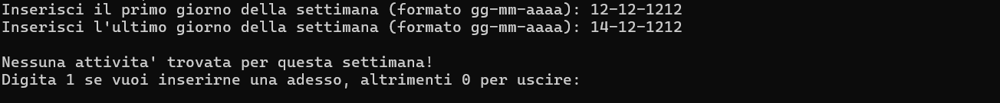 Inserisci il primo giorno della settimana (formato gg-mm-aaaa): 12-12-1212
Inserisci l'ultimo giorno della settimana (formato gg-mm-aaaa): 14-12-1212
Nessuna attivita' trovata per questa settimana!
Digita 1 se vuoi inserirne una adesso, altrimenti 0 per uscire: